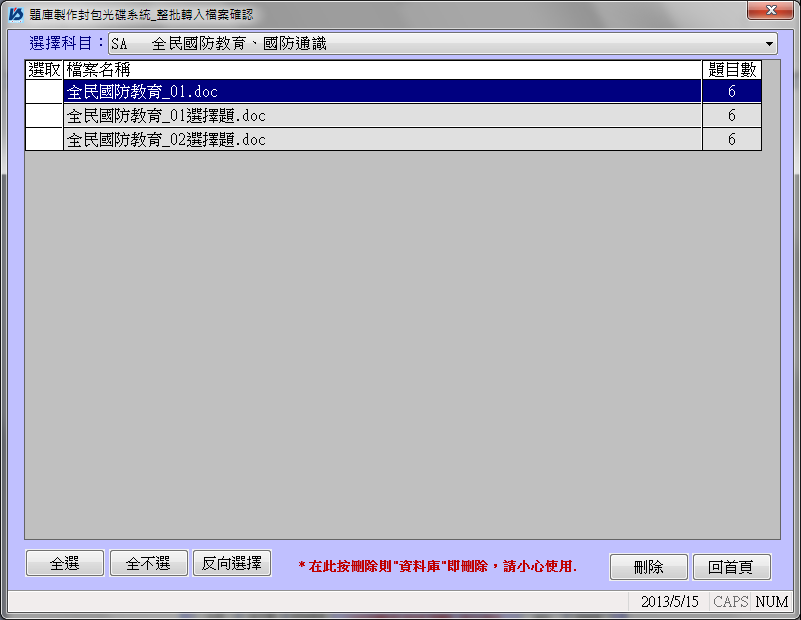 題庫製作封包光碟系統_整批轉入檔案確認
選擇科目： SA 全民國防教育、國防通識
選取 檔案名稱 題目數
全民國防教育_01.doc 6
全民國防教育_01選擇題.doc 6
全民國防教育_02選擇題.doc 6
全選 全不選 反向選擇 *在此按刪除則"資料庫"即刪除，請小心使用. 刪除 回首頁
2013/5/15 CAPS NUM